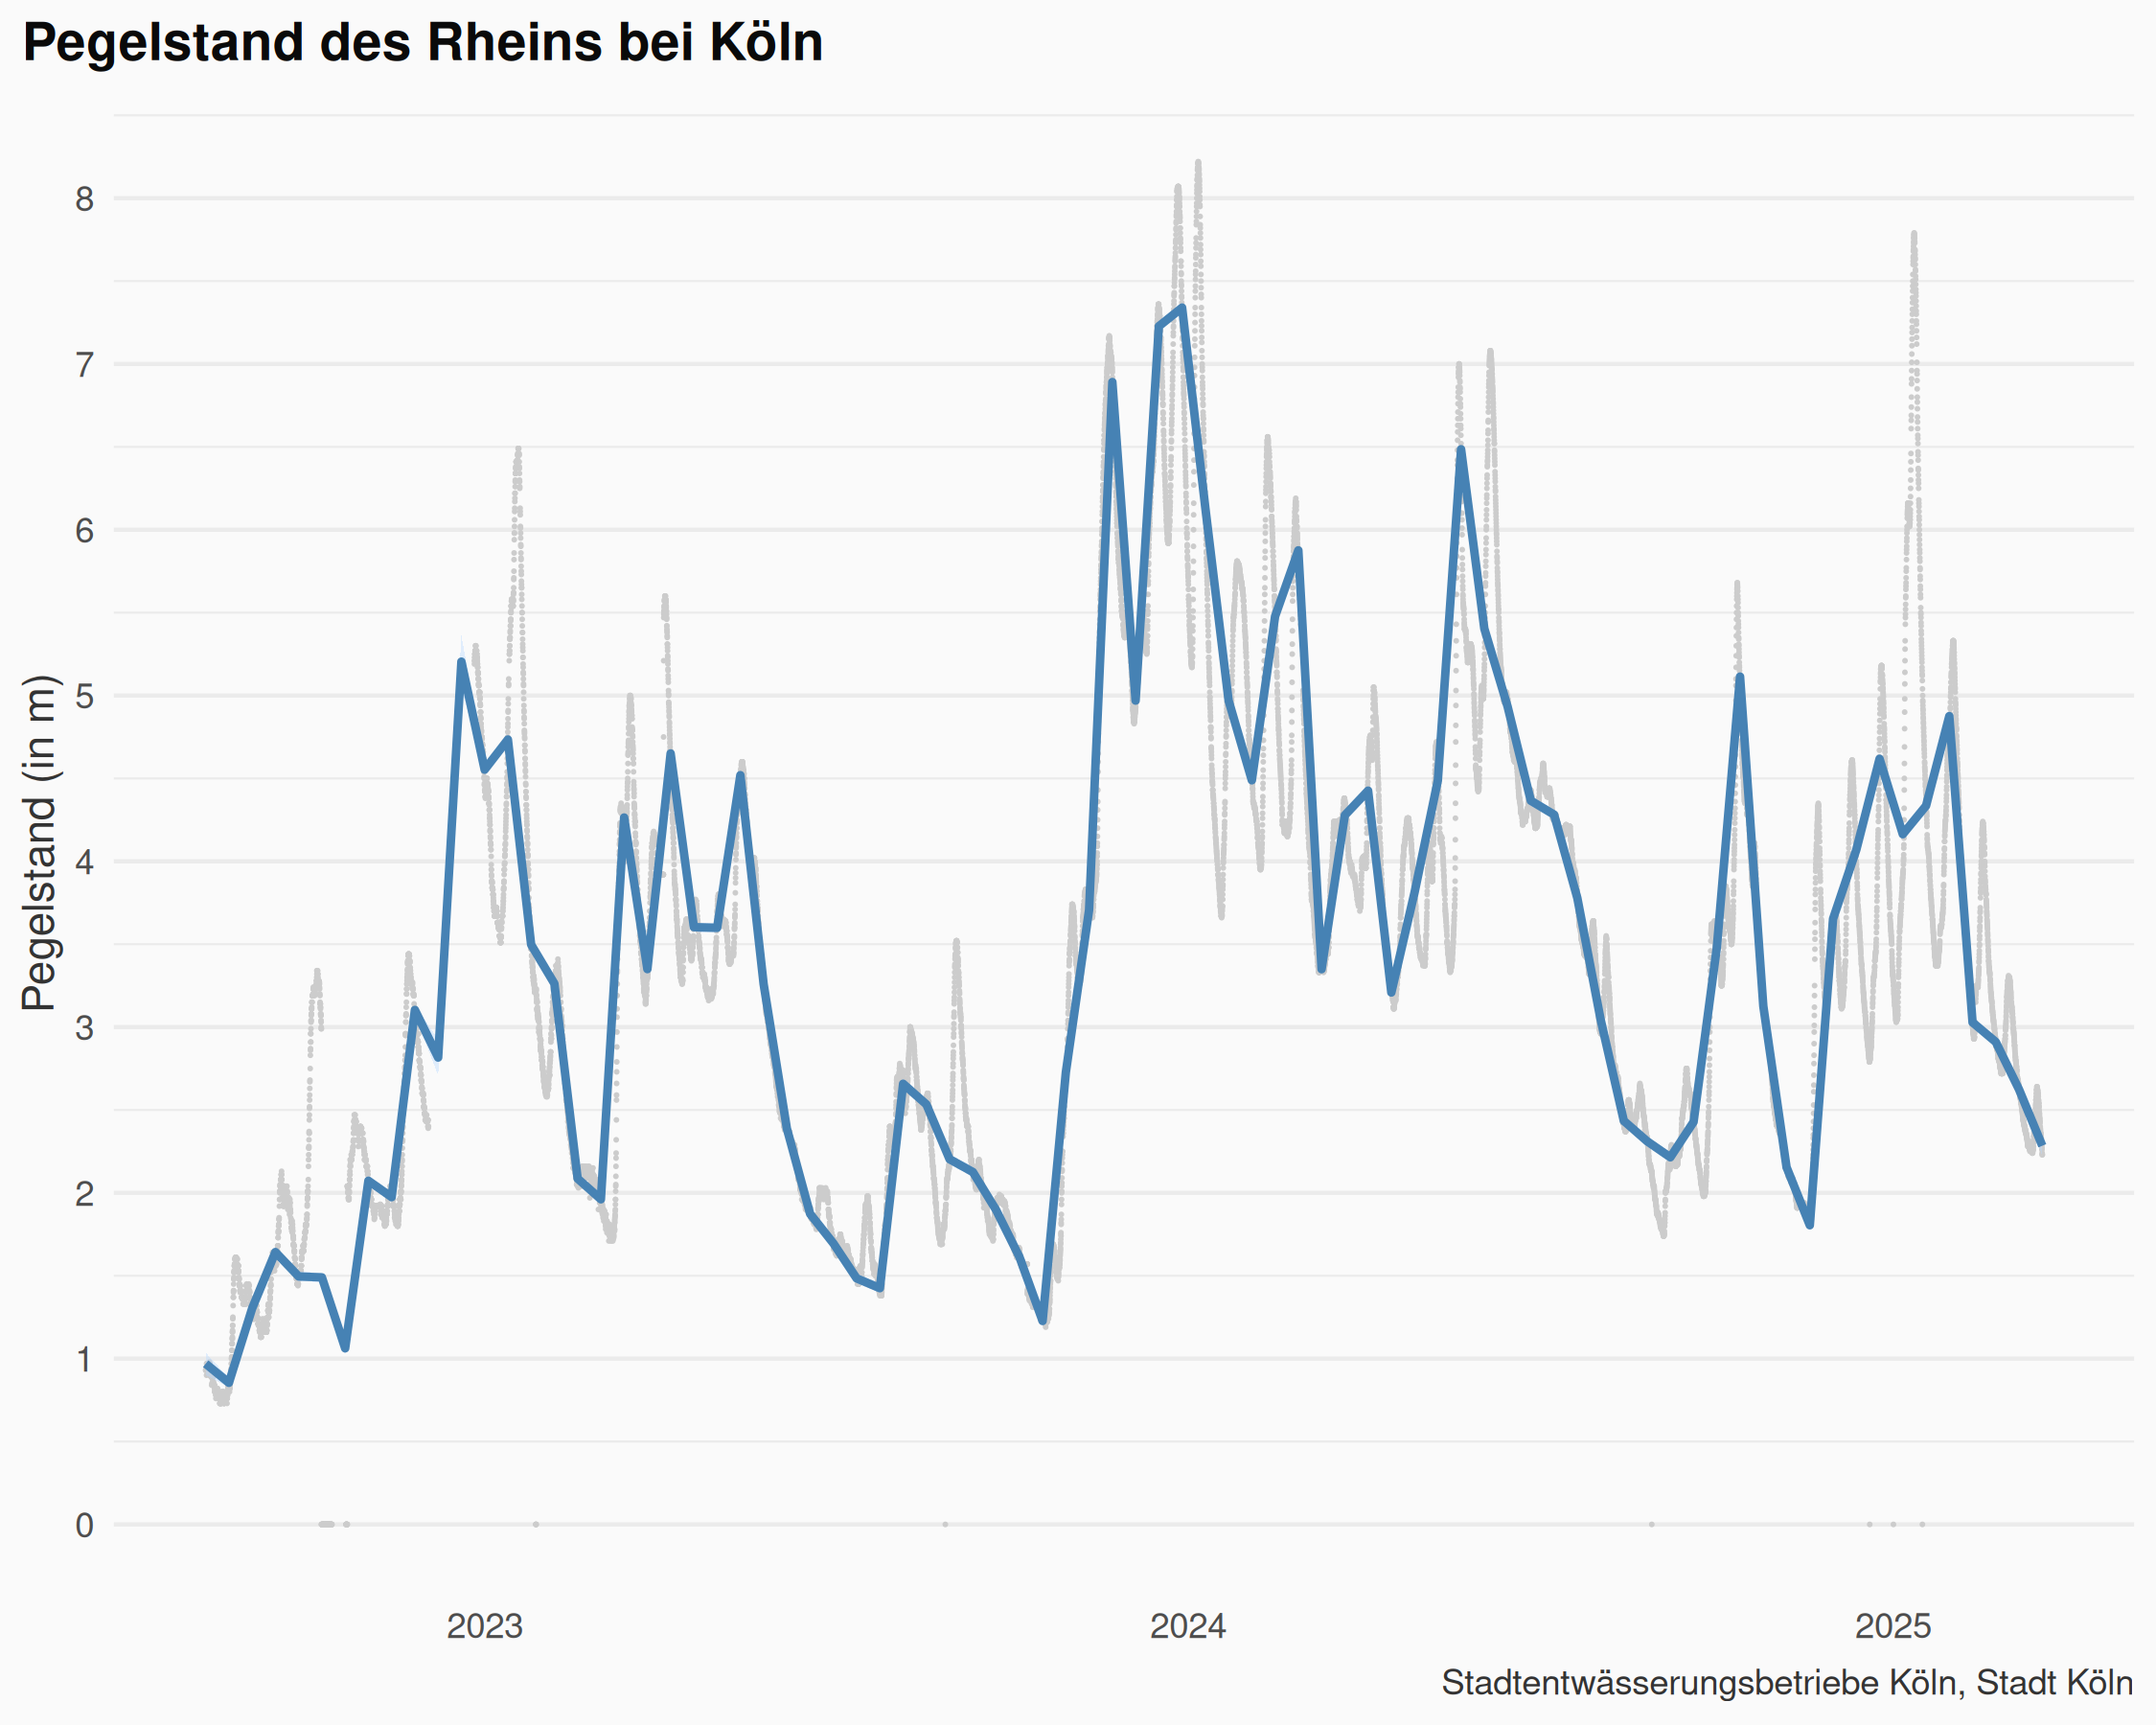 Pegelstand des Rheins bei Köln
Pegelstand (in m)
8
7
6
5
4
3
2
1
0
2023 2024 2025
Stadtentwässerungsbetriebe Köln, Stadt Köln